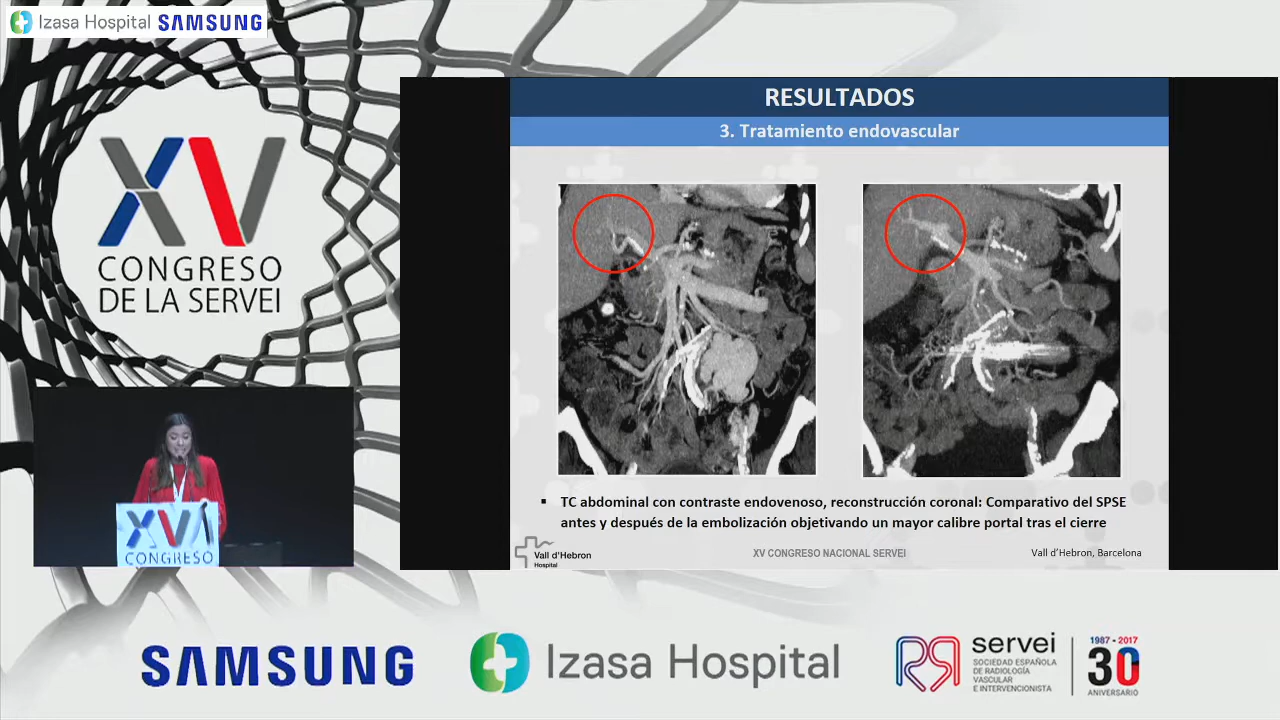 Izasa Hospital SAMSUNG
XV
CONGRESO
DE LA SERVEI
RESULTADOS
3. Tratamiento endovascular
TC abdominal con contraste endovenoso, reconstrucción coronal: Comparativo del SPSE
antes y después de la embolización objetivando un mayor calibre portal tras el cierre
Vall d'Hebron
Hospital
XV CONGRESO NACIONAL SERVEI
Vall d'Hebron, Barcelona
XV
CONGRESO
SAMSUNG
Izasa Hospital
servei
SOCIEDAD ESPAÑOLA
DE RADIOLOGÍA
VASCULAR
E INTERVENCIONISTA
1987 • 2017
30
ANIVERSARIO